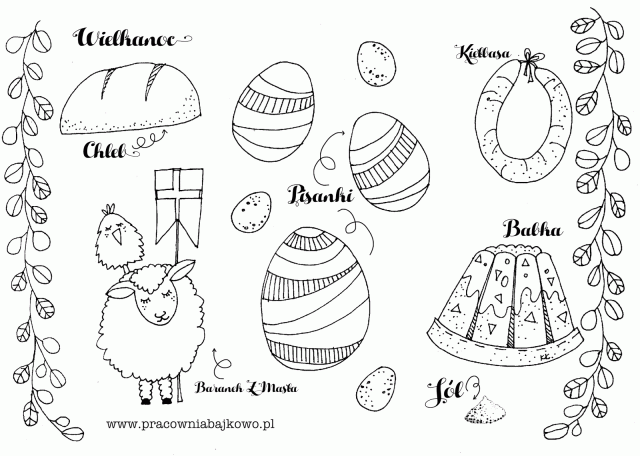 Wielkanoc
Kiełbasa
Chleb
Pisanki
Babka
Baranek Z Masła
Sól
www.pracowniabajkowo.pl